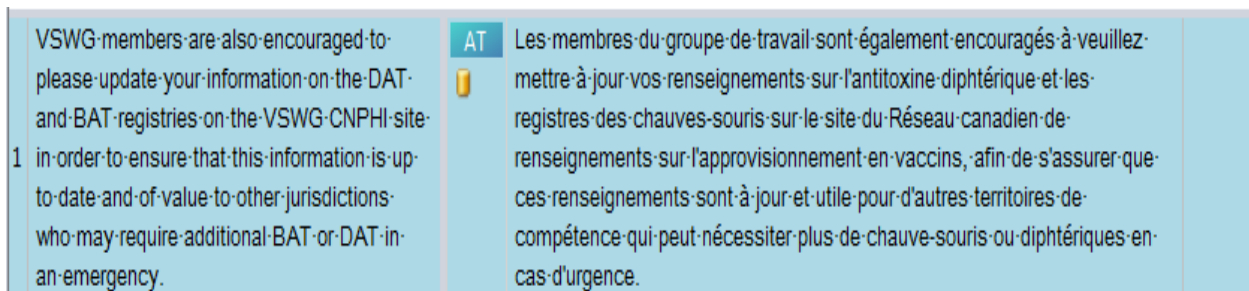 VSWG members are also encouraged to
please update your information on the DAT
and BAT registries on the VSWG CNPHI site
1 in order to ensure that this information is up-
to-date and of value to other jurisdictions
who may require additional BAT or DAT in
an emergency.
AT
Les membres du groupe de travail sont également encouragés à veuillez
mettre à jour vos renseignements sur l'antitoxine diphtérique et les
registres des chauves-souris sur le site du Réseau canadien de
renseignements sur l'approvisionnement en vaccins, afin de s'assurer que
ces renseignements sont à jour et utile pour d'autres territoires de
compétence qui peut nécessiter plus de chauve-souris ou diphtériques en
cas d'urgence.